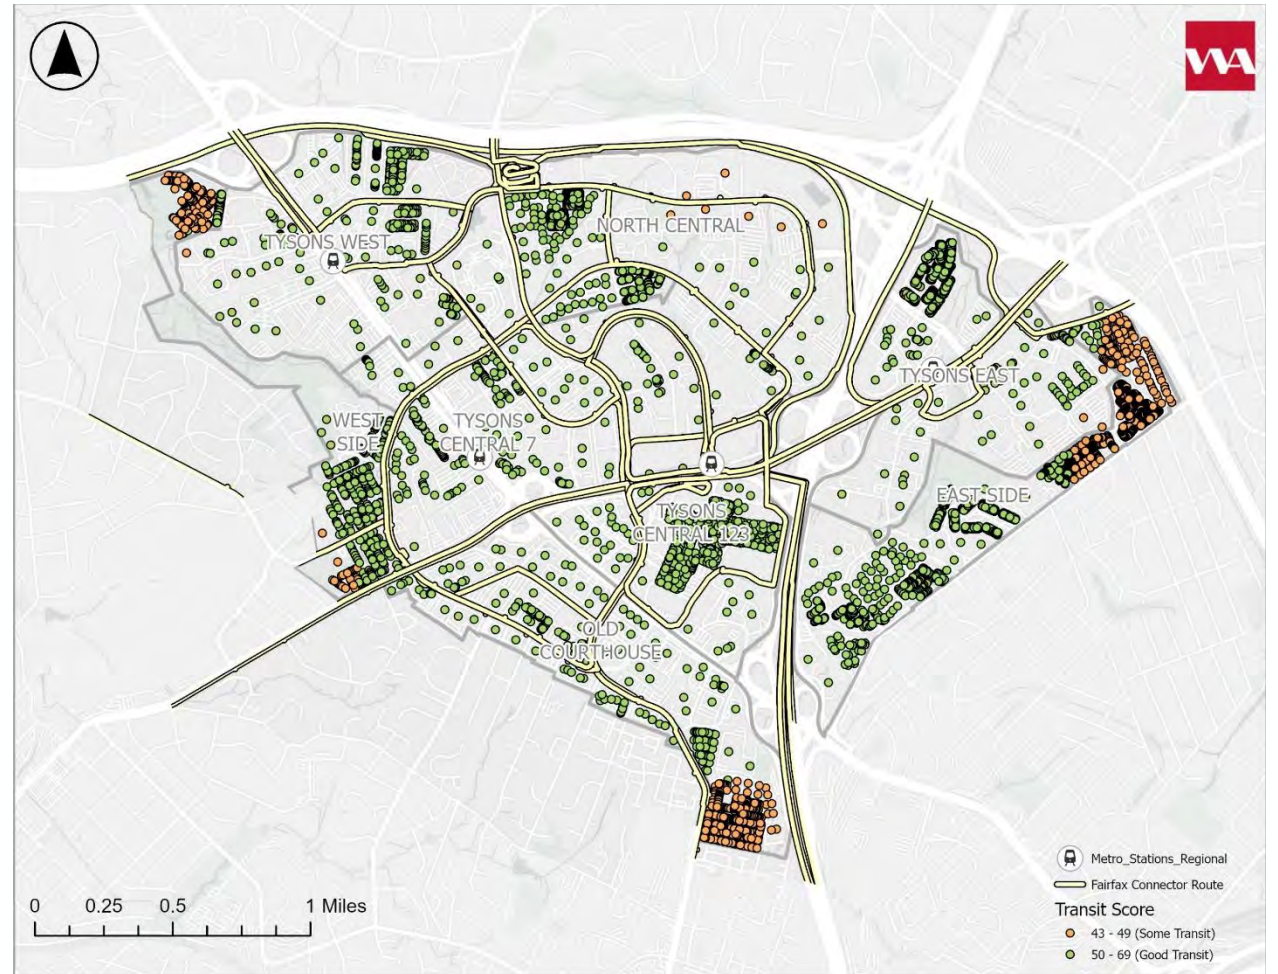 WA
TYSONS WEST
NORTH CENTRAL
TYSONS EAST
WEST
SIDE
TYSONS
CENTRAL 7
EAST SIDE
TYSONS
CENTRAL 123
OLD
COURTHOUSE
0 0.25 0.5 1 Miles
Metro_Stations_Regional
Fairfax Connector Route
Transit Score
43 - 49 (Some Transit)
50 - 69 (Good Transit)